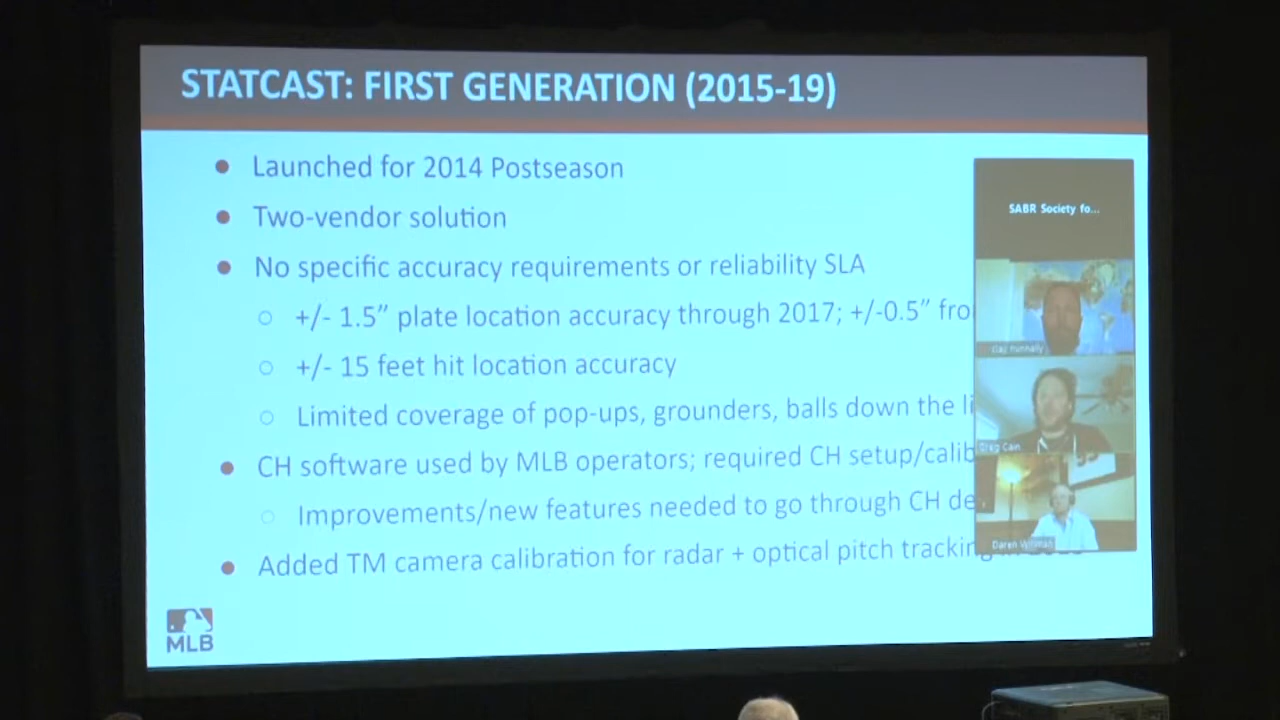 STATCAST: FIRST GENERATION (2015-19)
● Launched for 2014 Postseason
● Two-vendor solution
● No specific accuracy requirements or reliability SLA
○ +/- 1.5” plate location accuracy through 2017; +/-0.5” fro
○ +/- 15 feet hit location accuracy
○ Limited coverage of pop-ups, grounders, balls down the li
● CH software used by MLB operators; required CH setup/calib
○ Improvements/new features needed to go through CH de
● Added TM camera calibration for radar + optical pitch tracking
MLB
SABR Society fo...
Greg Cain
Daren